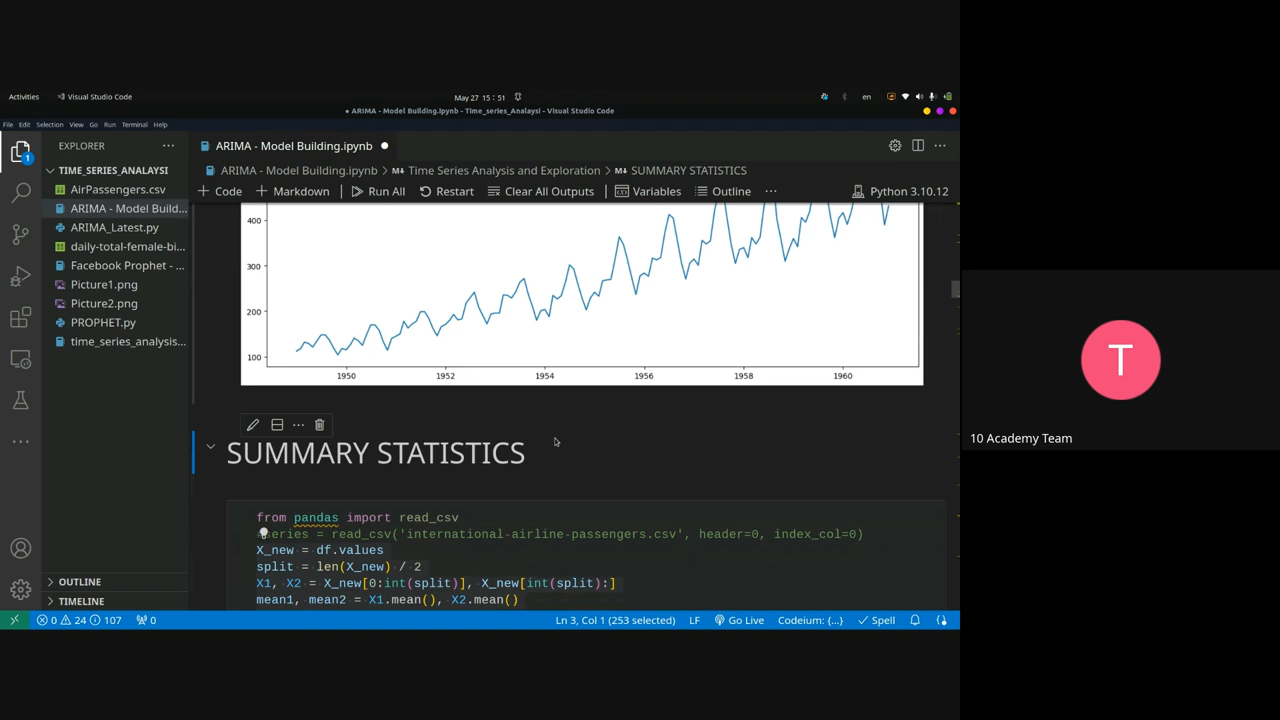 Activities
Visual Studio Code
May 27 15:51
en
● ARIMA - Model Building.ipynb - Time_series_Analaysi - Visual Studio Code
File Edit Selection View Go Run Terminal Help
EXPLORER
ARIMA - Model Building.ipynb
TIME_SERIES_ANALAYSI
ARIMA - Model Building.ipynb > Time Series Analysis and Exploration > SUMMARY STATISTICS
AirPassengers.csv
Code Markdown Run All Restart Clear All Outputs Variables Outline ... Python 3.10.12
ARIMA - Model Build...
ARIMA_Latest.py
daily-total-female-bi...
Facebook Prophet - ...
Picture1.png
Picture2.png
PROPHET.py
time_series_analysis...
1
400
300
200
100
1950 1952 1954 1956 1958 1960
SUMMARY STATISTICS
from pandas import read_csv
series = read_csv('international-airline-passengers.csv', header=0, index_col=0)
X_new = df.values
split = len(X_new) / 2
X1, X2 = X_new[0:int(split)], X_new[int(split):]
mean1, mean2 = X1.mean(), X2.mean()
OUTLINE
TIMELINE
0 24 107 0
Ln 3, Col 1 (253 selected) LF Go Live Codeium: {...} Spell
T
10 Academy Team